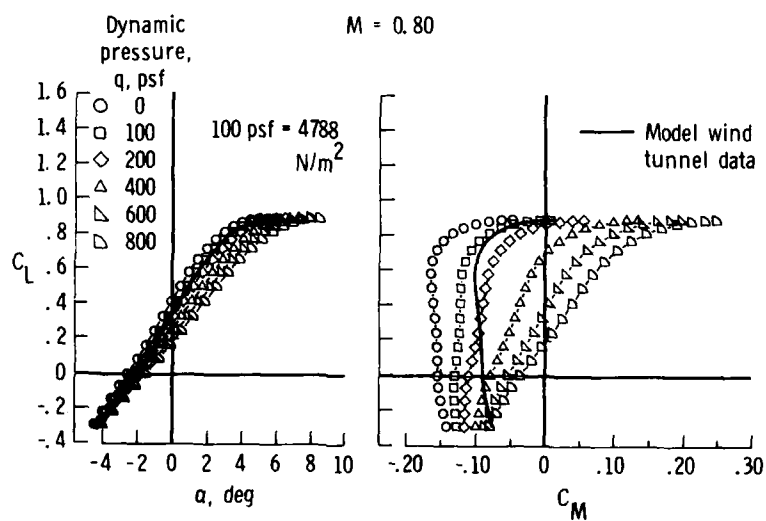 Dynamic
pressure,
q, psf
M = 0.80
0
100
200
400
600
800
100 psf = 4788
N/m²
Model wind
tunnel data
1.6
1.4
1.2
1.0
.8
.6
.4
.2
0
-.2
-.4
C_L
-4 -2 0 2 4 6 8 10
α, deg
-.20 -.10 0 .10 .20 .30
C_M